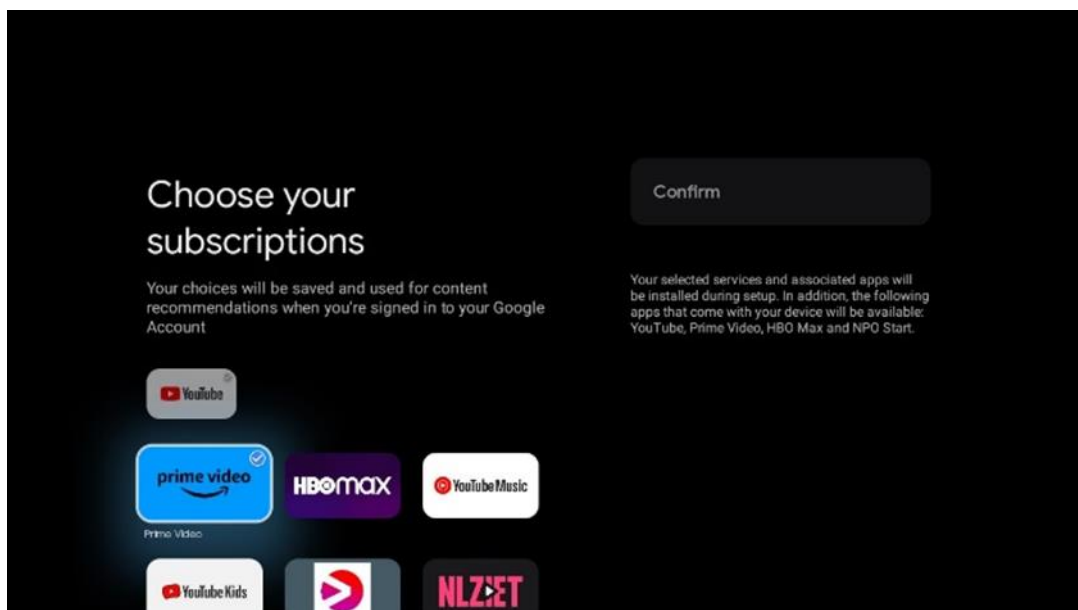 Choose your
subscriptions
Your choices will be saved and used for content
recommendations when you're signed in to your Google
Account
YouTube
prime video
HBOmax
YouTube Music
Prime Video
YouTube Kids
NLZIET
Confirm
Your selected services and associated apps will
be installed during setup. In addition, the following
apps that come with your device will be available:
YouTube, Prime Video, HBO Max and NPO Start.